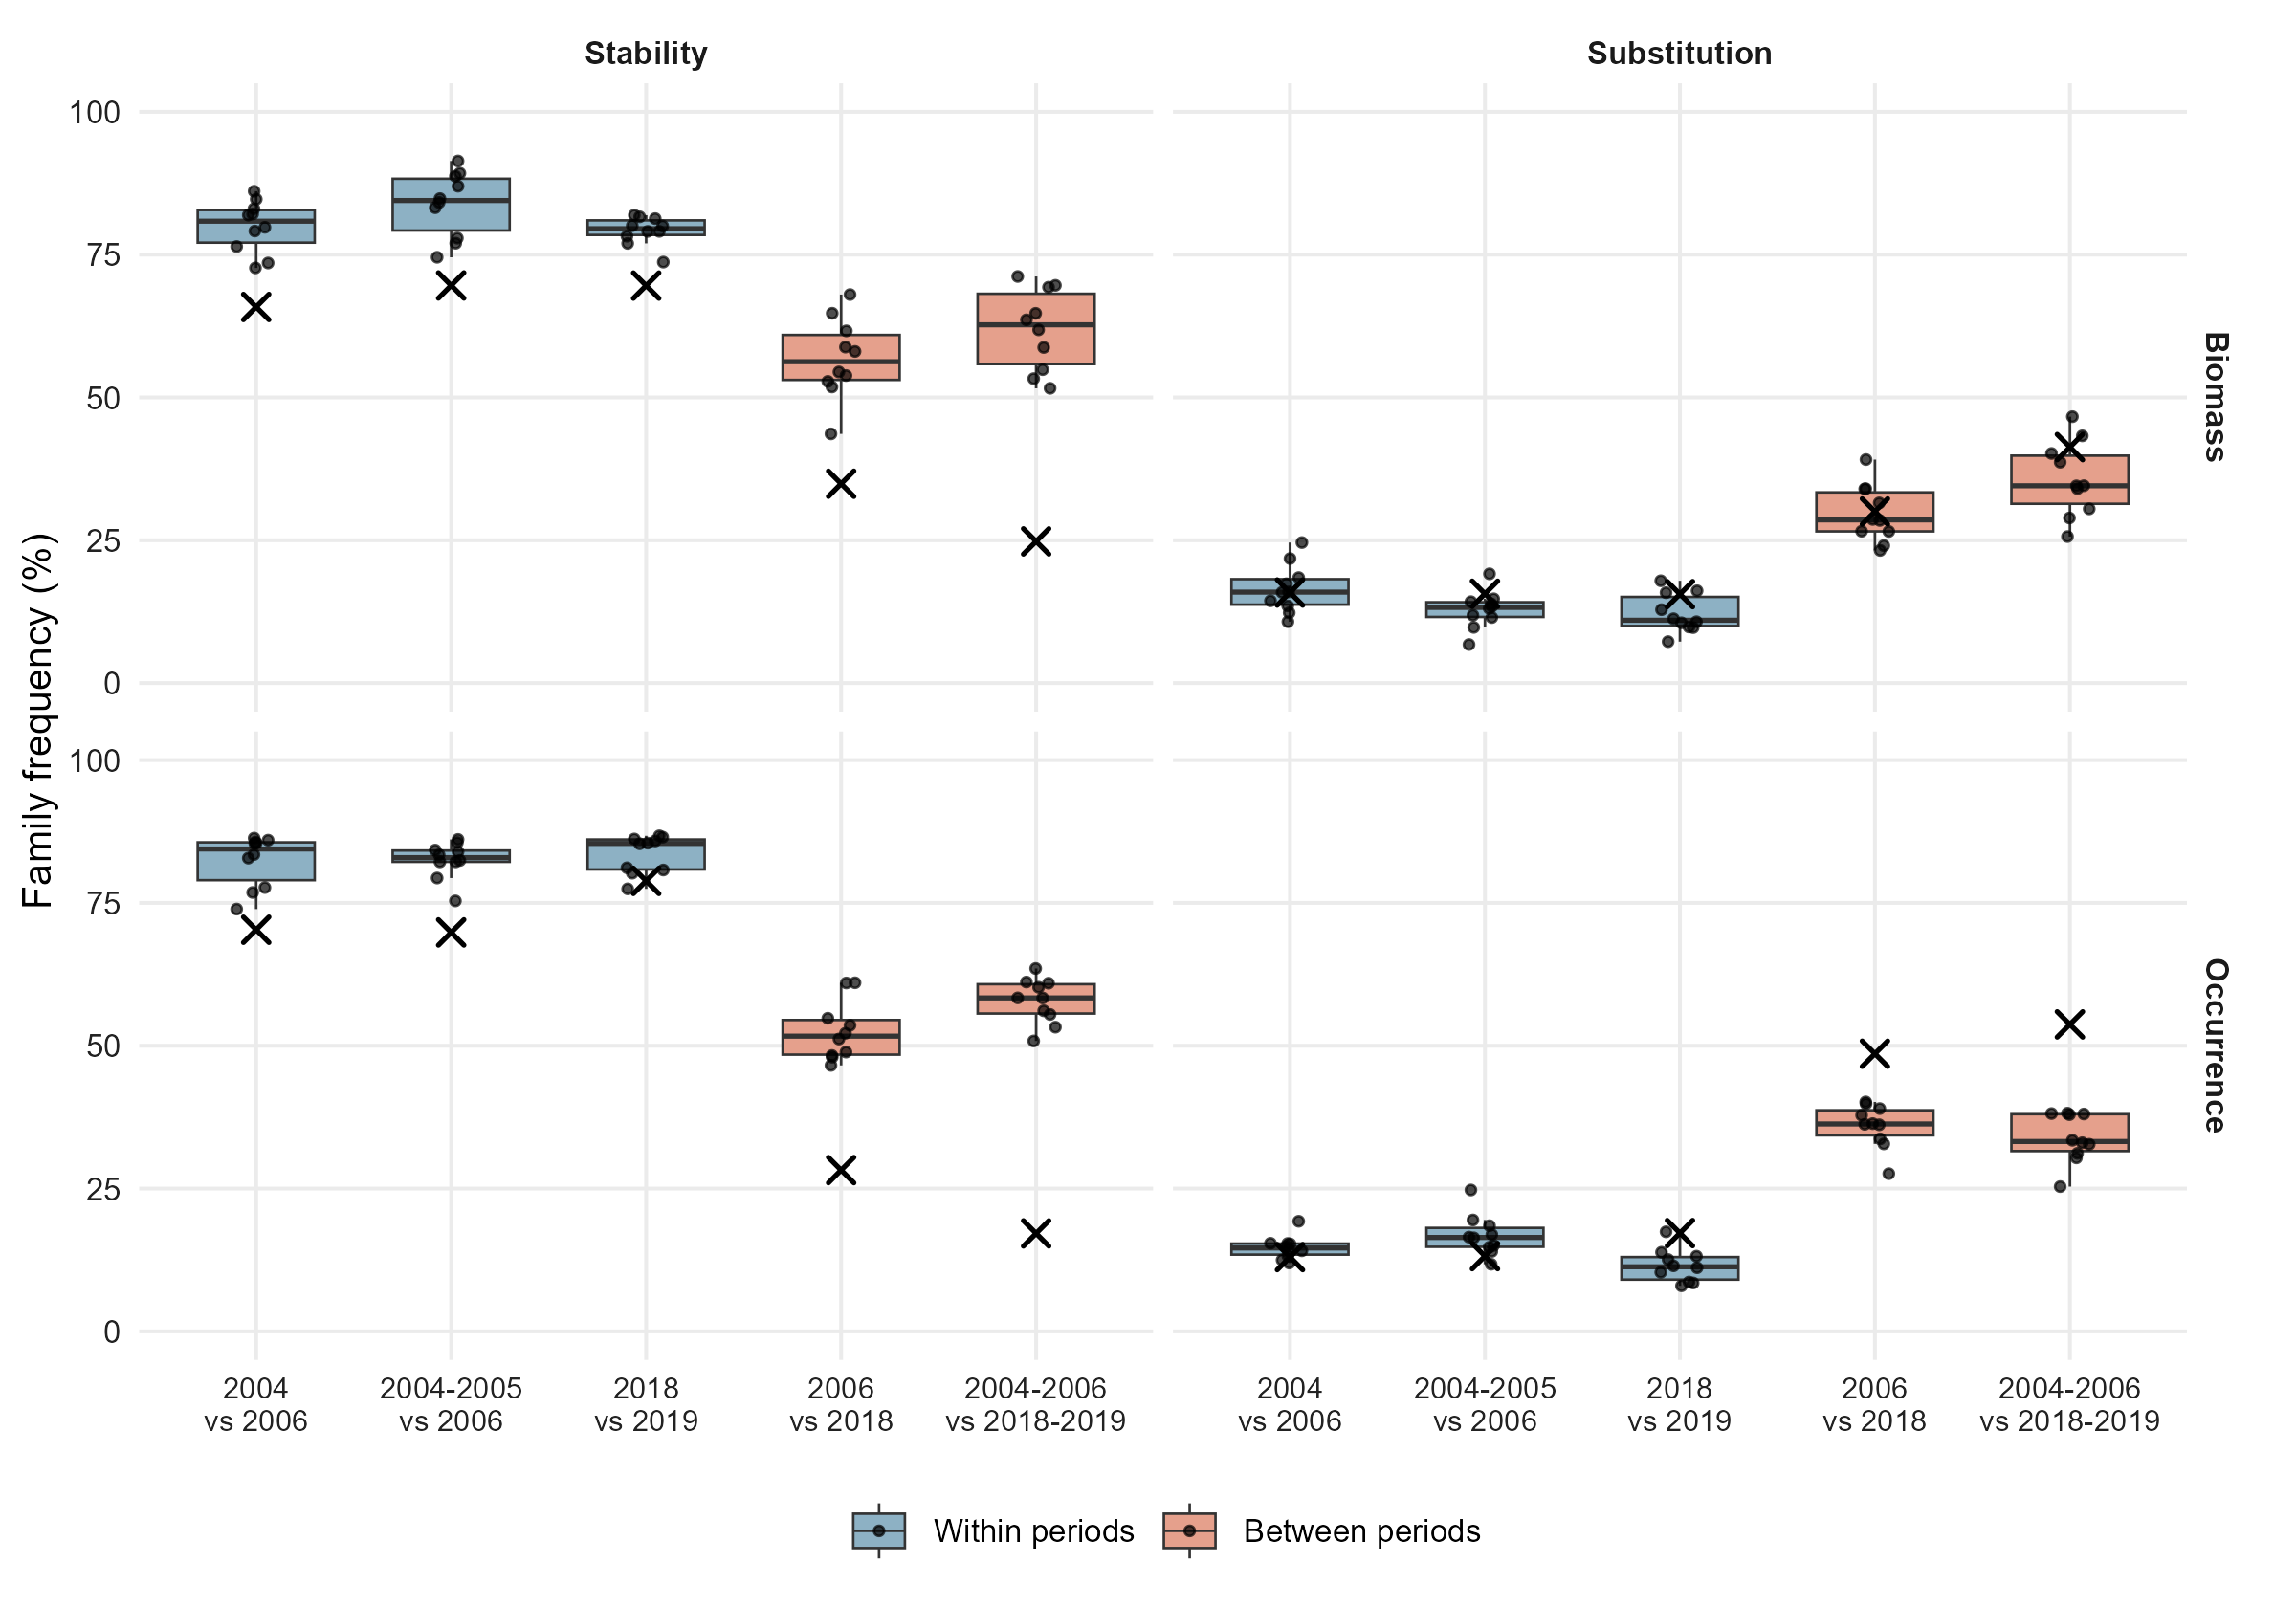 Stability
Substitution
Family frequency (%)
100
75
50
25
0
Biomass
100
75
50
25
0
Occurrence
2004
vs 2006
2004-2005
vs 2006
2018
vs 2019
2006
vs 2018
2004-2006
vs 2018-2019
2004
vs 2006
2004-2005
vs 2006
2018
vs 2019
2006
vs 2018
2004-2006
vs 2018-2019
Within periods
Between periods